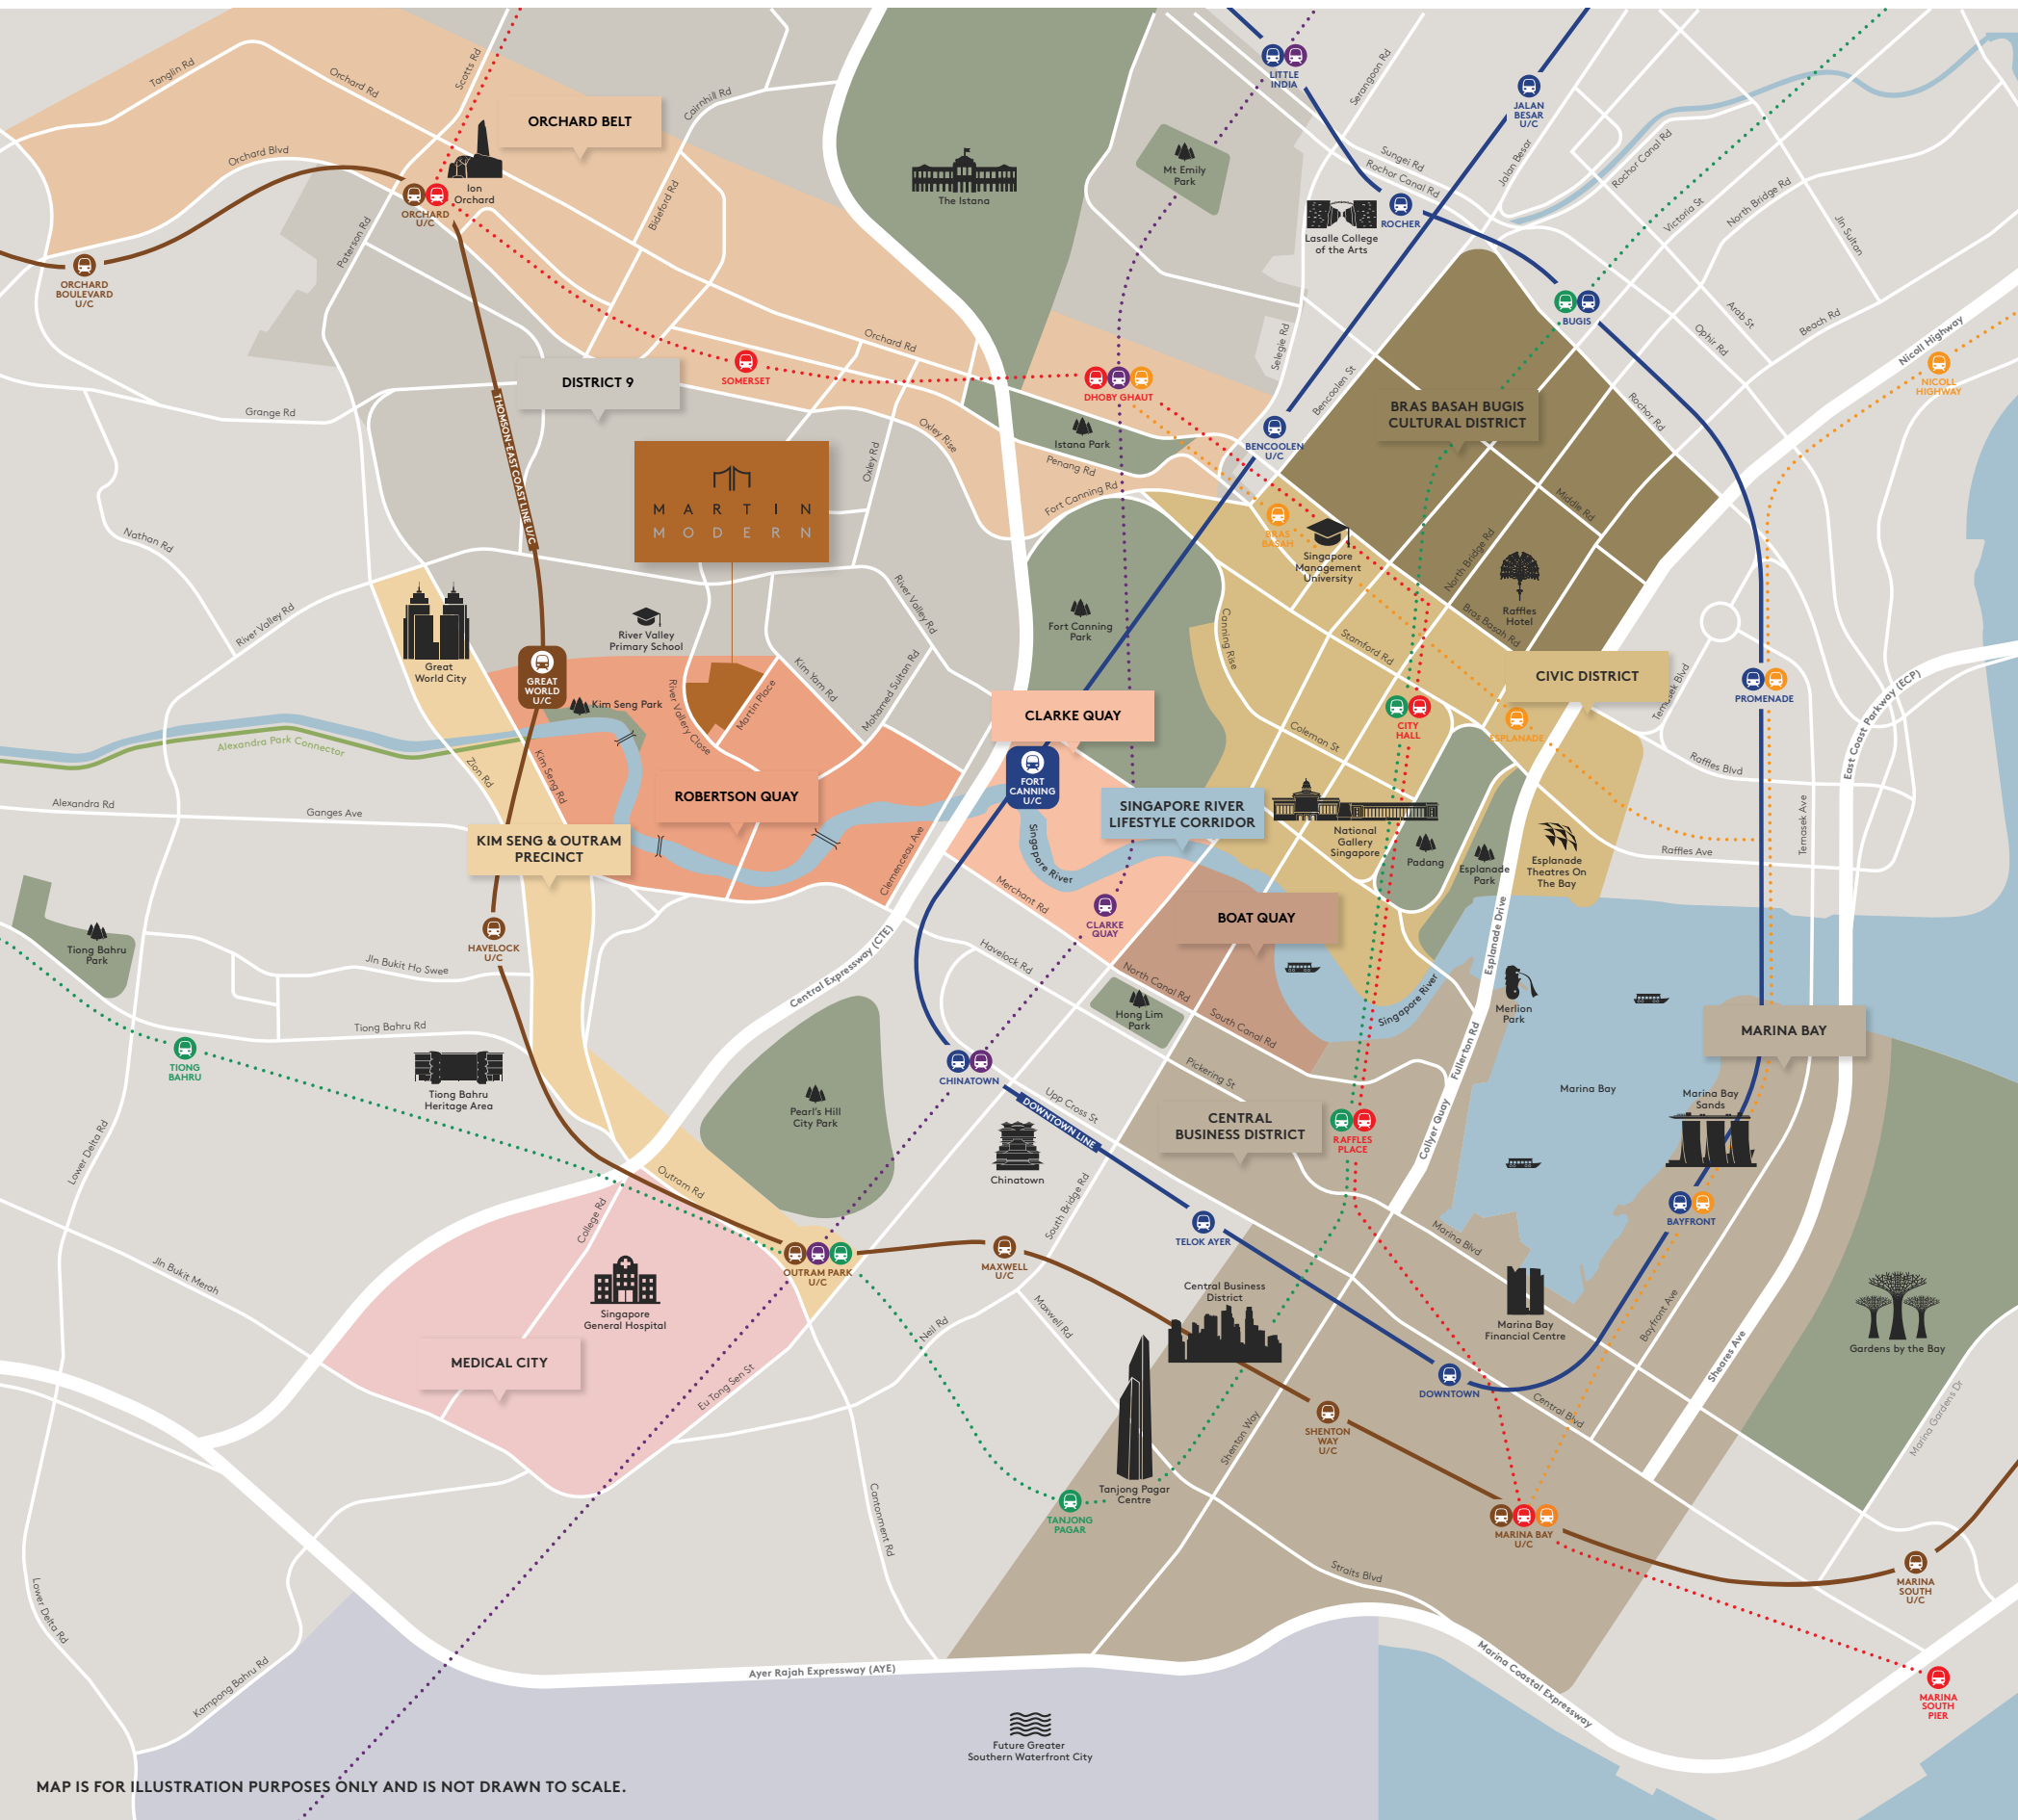 LITTLE
INDIA
JALAN
BESAR
U/C
Serangoon Rd
Scotts Rd
Tanglin Rd
Orchard Rd
Cairnhill Rd
ORCHARD BELT
Orchard Blvd
Ion
Orchard
ORCHARD
U/C
Bideford Rd
Paterson Rd
ORCHARD
BOULEVARD
U/C
The Istana
Mt Emily
Park
Sungei Rd
Rochor Canal Rd
Jalan Besar
Rochor Canal Rd
Lasalle College
of the Arts
ROCHER
Victoria St
North Bridge Rd
Jln Sultan
BUGIS
Arab St
Ophir Rd
Beach Rd
Nicoll Highway
NICOLL
HIGHWAY
Selegie Rd
Bencoolen St
Orchard Rd
SOMERSET
DISTRICT 9
DHOBY GHAUT
BRAS BASAH BUGIS
CULTURAL DISTRICT
Rochor Rd
Grange Rd
THOMSON-EAST COAST LINE U/C
Oxley Rise
Oxley Rd
Istana Park
Penang Rd
BENCOOLEN
U/C
Fort Canning Rd
MARTIN
MODERN
Nathan Rd
BRAS
BASAH
Singapore
Management
University
Middle Rd
North Bridge Rd
Raffles
Hotel
Bras Basah Rd
River Valley Rd
Great
World City
River Valley
Primary School
River Valley Rd
Fort Canning
Park
Canning Rise
Stamford Rd
GREAT
WORLD
U/C
Kim Seng Park
River Vallery Close
Martin Place
Kim Yam Rd
Mohamed Sultan Rd
CIVIC DISTRICT
Temasek Blvd
PROMENADE
East Coast Parkway (ECP)
CLARKE QUAY
CITY
HALL
ESPLANADE
Alexandra Park Connector
Zion Rd
Kim Seng Rd
Coleman St
Raffles Blvd
FORT
CANNING
U/C
ROBERTSON QUAY
SINGAPORE RIVER
LIFESTYLE CORRIDOR
Alexandra Rd
Ganges Ave
KIM SENG & OUTRAM
PRECINCT
Clemenceau Ave
Singapore River
National
Gallery
Singapore
Padang
Esplanade
Park
Esplanade
Theatres On
The Bay
Temasek Ave
Raffles Ave
Merchant Rd
CLARKE
QUAY
BOAT QUAY
Tiong Bahru
Park
HAVELOCK
U/C
Jln Bukit Ho Swee
Central Expressway (CTE)
Havelock Rd
North Canal Rd
Hong Lim
Park
South Canal Rd
Singapore River
Esplanade Drive
Merlion
Park
MARINA BAY
Tiong Bahru Rd
TIONG
BAHRU
Tiong Bahru
Heritage Area
Pearl's Hill
City Park
CHINATOWN
Pickering St
Upp Cross St
DOWNTOWN LINE
Fullerton Rd
Marina Bay
Marina Bay
Sands
CENTRAL
BUSINESS DISTRICT
RAFFLES
PLACE
Collyer Quay
Lower Delta Rd
Outram Rd
Chinatown
College Rd
South Bridge Rd
TELOK AYER
BAYFRONT
Marina Blvd
Jln Bukit Merah
OUTRAM PARK
U/C
MAXWELL
U/C
Singapore
General Hospital
Central Business
District
Marina Bay
Financial Centre
Bayfront Ave
Sheares Ave
Gardens by the Bay
Maxwell Rd
Neil Rd
MEDICAL CITY
Eu Tong Sen St
DOWNTOWN
Central Blvd
Marina Gardens Dr
SHENTON
WAY
U/C
Shenton Way
Tanjong Pagar
Centre
TANJONG
PAGAR
Cantonment Rd
MARINA BAY
U/C
Straits Blvd
MARINA
SOUTH
U/C
Lower Delta Rd
Kampong Bahru Rd
Ayer Rajah Expressway (AYE)
Marina Coastal Expressway
MARINA
SOUTH
PIER
Future Greater
Southern Waterfront City
MAP IS FOR ILLUSTRATION PURPOSES ONLY AND IS NOT DRAWN TO SCALE.